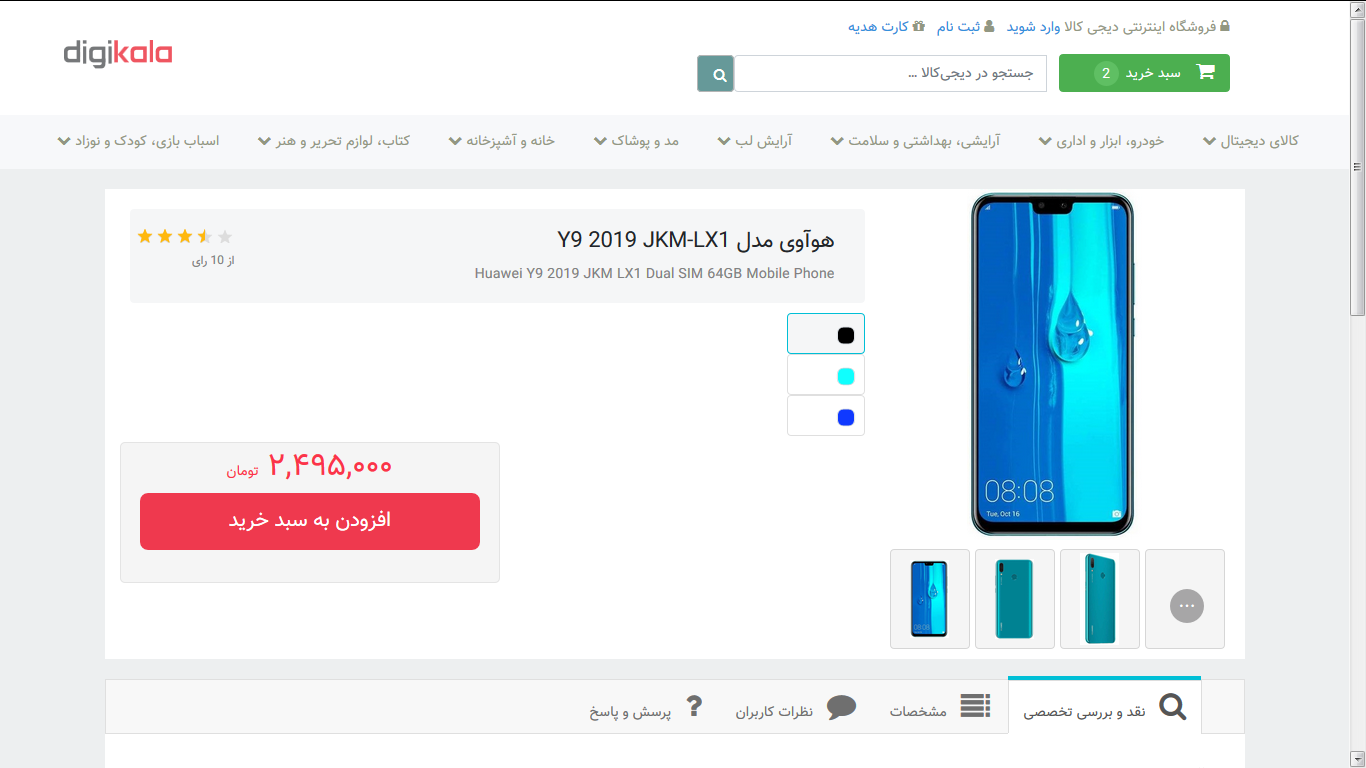 فروشگاه اینترنتی دیجی کالا وارد شوید ثبت نام کارت هدیه
digikala
سبد خرید 2
جستجو در دیجی‌کالا ...
کالای دیجیتال
خودرو، ابزار و اداری
آرایشی، بهداشتی و سلامت
آرایش لب
مد و پوشاک
خانه و آشپزخانه
کتاب، لوازم تحریر و هنر
اسباب بازی، کودک و نوزاد
هوآوی مدل Y9 2019 JKM-LX1
Huawei Y9 2019 JKM LX1 Dual SIM 64GB Mobile Phone
از 10 رای
08:08
Tue, Oct 16
۲,۴۹۵,۰۰۰ تومان
افزودن به سبد خرید
...
نقد و بررسی تخصصی
مشخصات
نظرات کاربران
پرسش و پاسخ